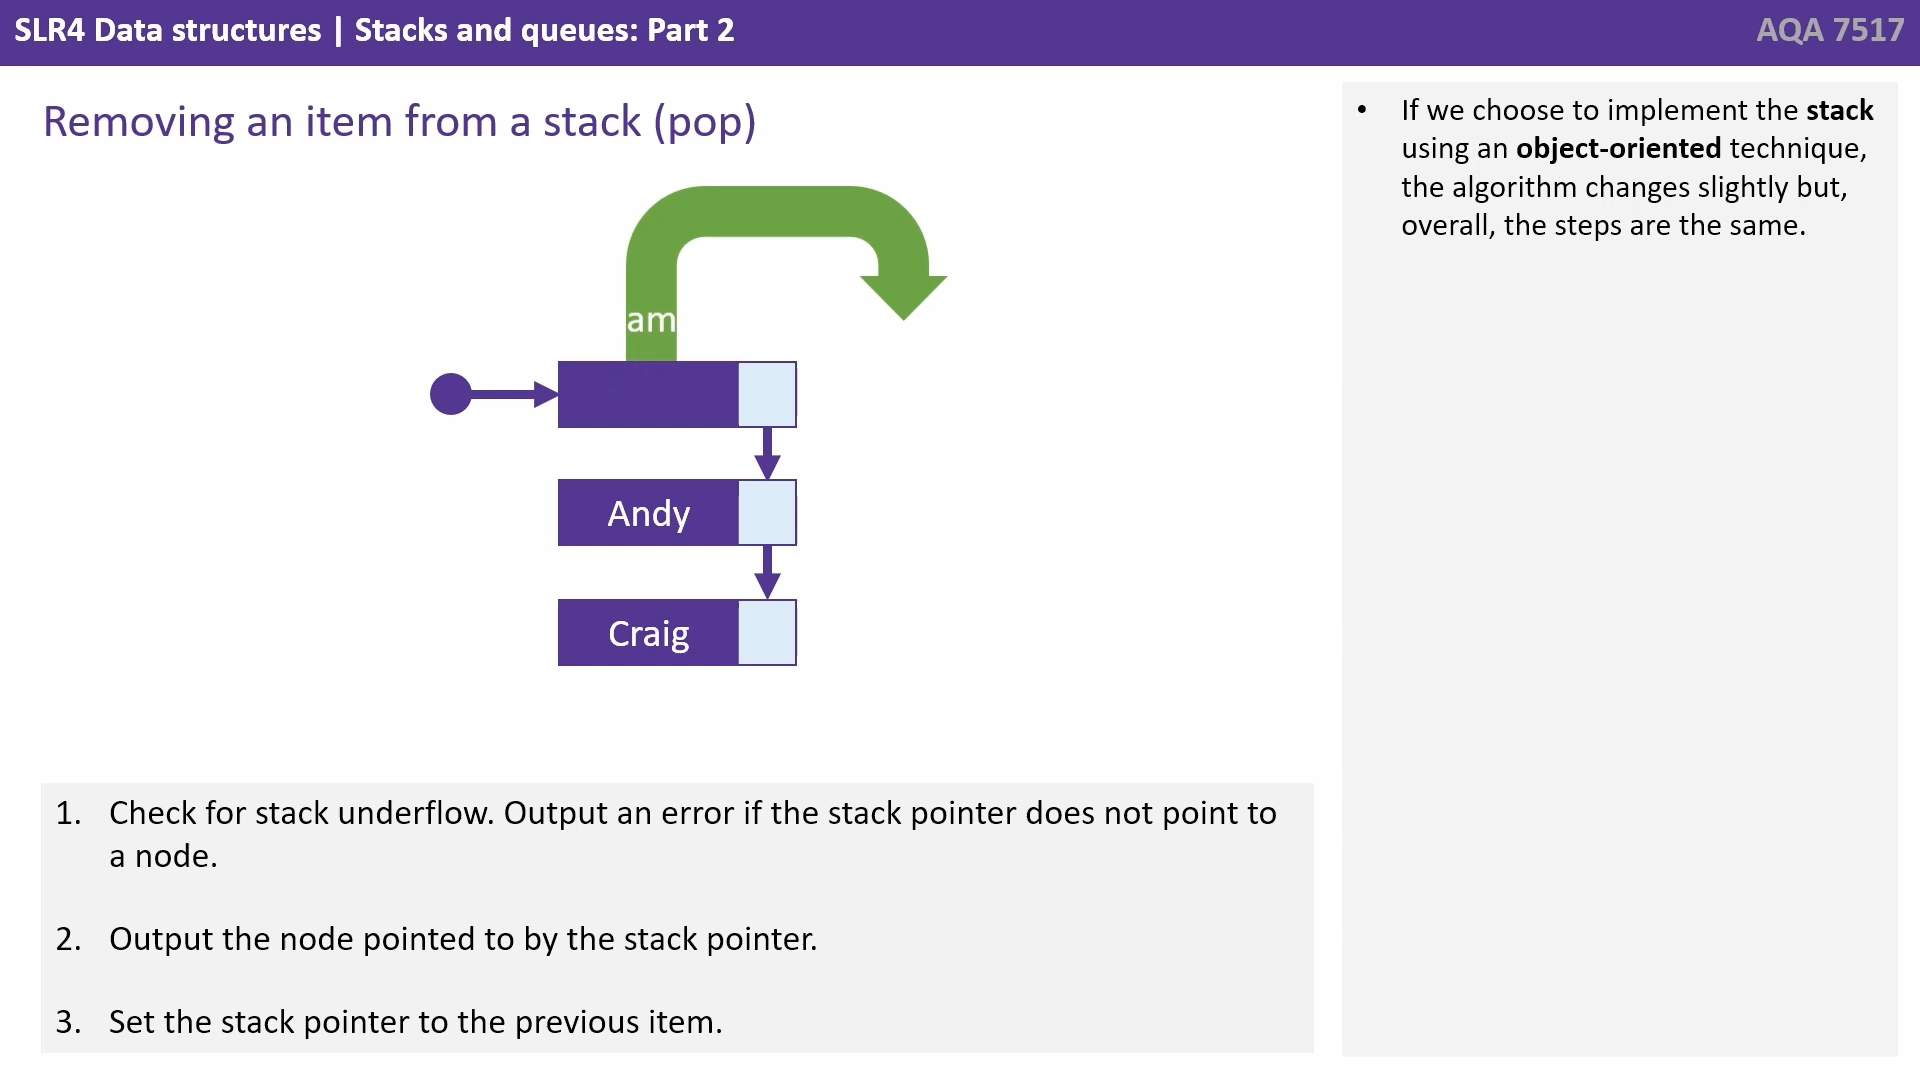 SLR4 Data structures | Stacks and queues: Part 2
AQA 7517
Removing an item from a stack (pop)
am
Andy
Craig
1. Check for stack underflow. Output an error if the stack pointer does not point to
a node.
2. Output the node pointed to by the stack pointer.
3. Set the stack pointer to the previous item.
• If we choose to implement the stack
using an object-oriented technique,
the algorithm changes slightly but,
overall, the steps are the same.